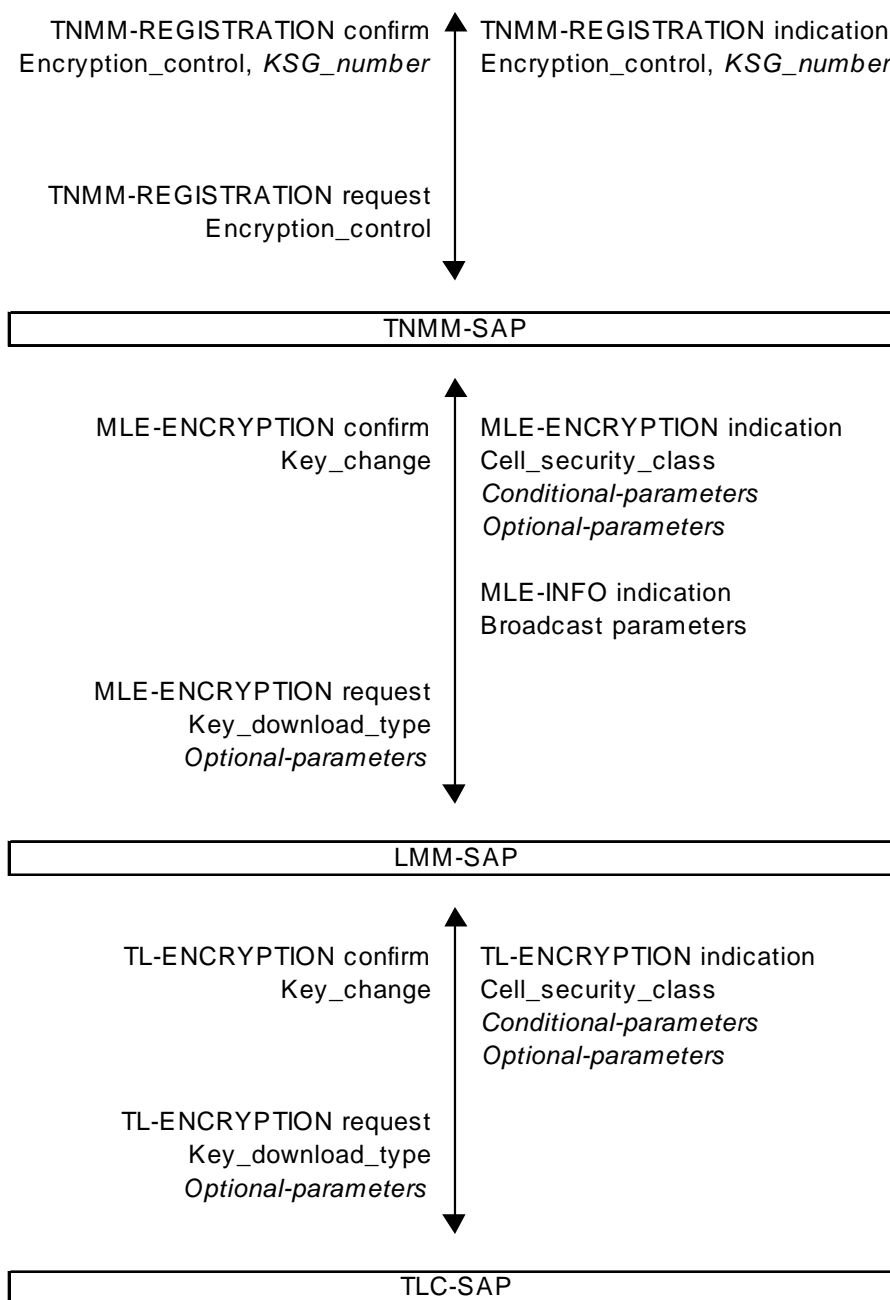 TNMM-REGISTRATION confirm
Encryption_control, KSG_number
TNMM-REGISTRATION indication
Encryption_control, KSG_number
TNMM-REGISTRATION request
Encryption_control
TNMM-SAP
MLE-ENCRYPTION confirm
Key_change
MLE-ENCRYPTION indication
Cell_security_class
Conditional-parameters
Optional-parameters
MLE-INFO indication
Broadcast parameters
MLE-ENCRYPTION request
Key_download_type
Optional-parameters
LMM-SAP
TL-ENCRYPTION confirm
Key_change
TL-ENCRYPTION indication
Cell_security_class
Conditional-parameters
Optional-parameters
TL-ENCRYPTION request
Key_download_type
Optional-parameters
TLC-SAP